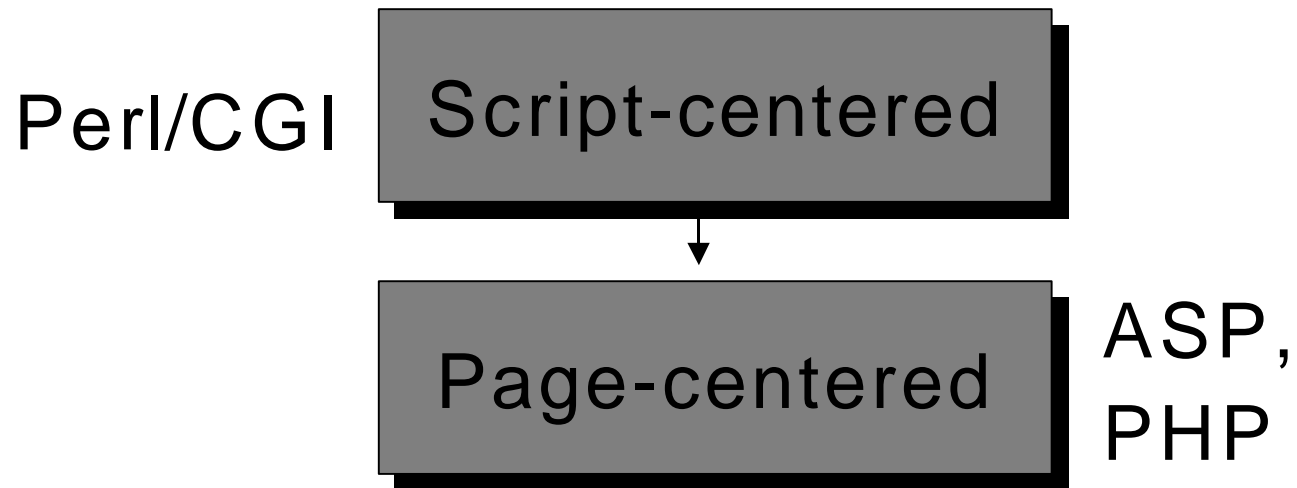 Perl/CGI
Script-centered
Page-centered
ASP,
PHP